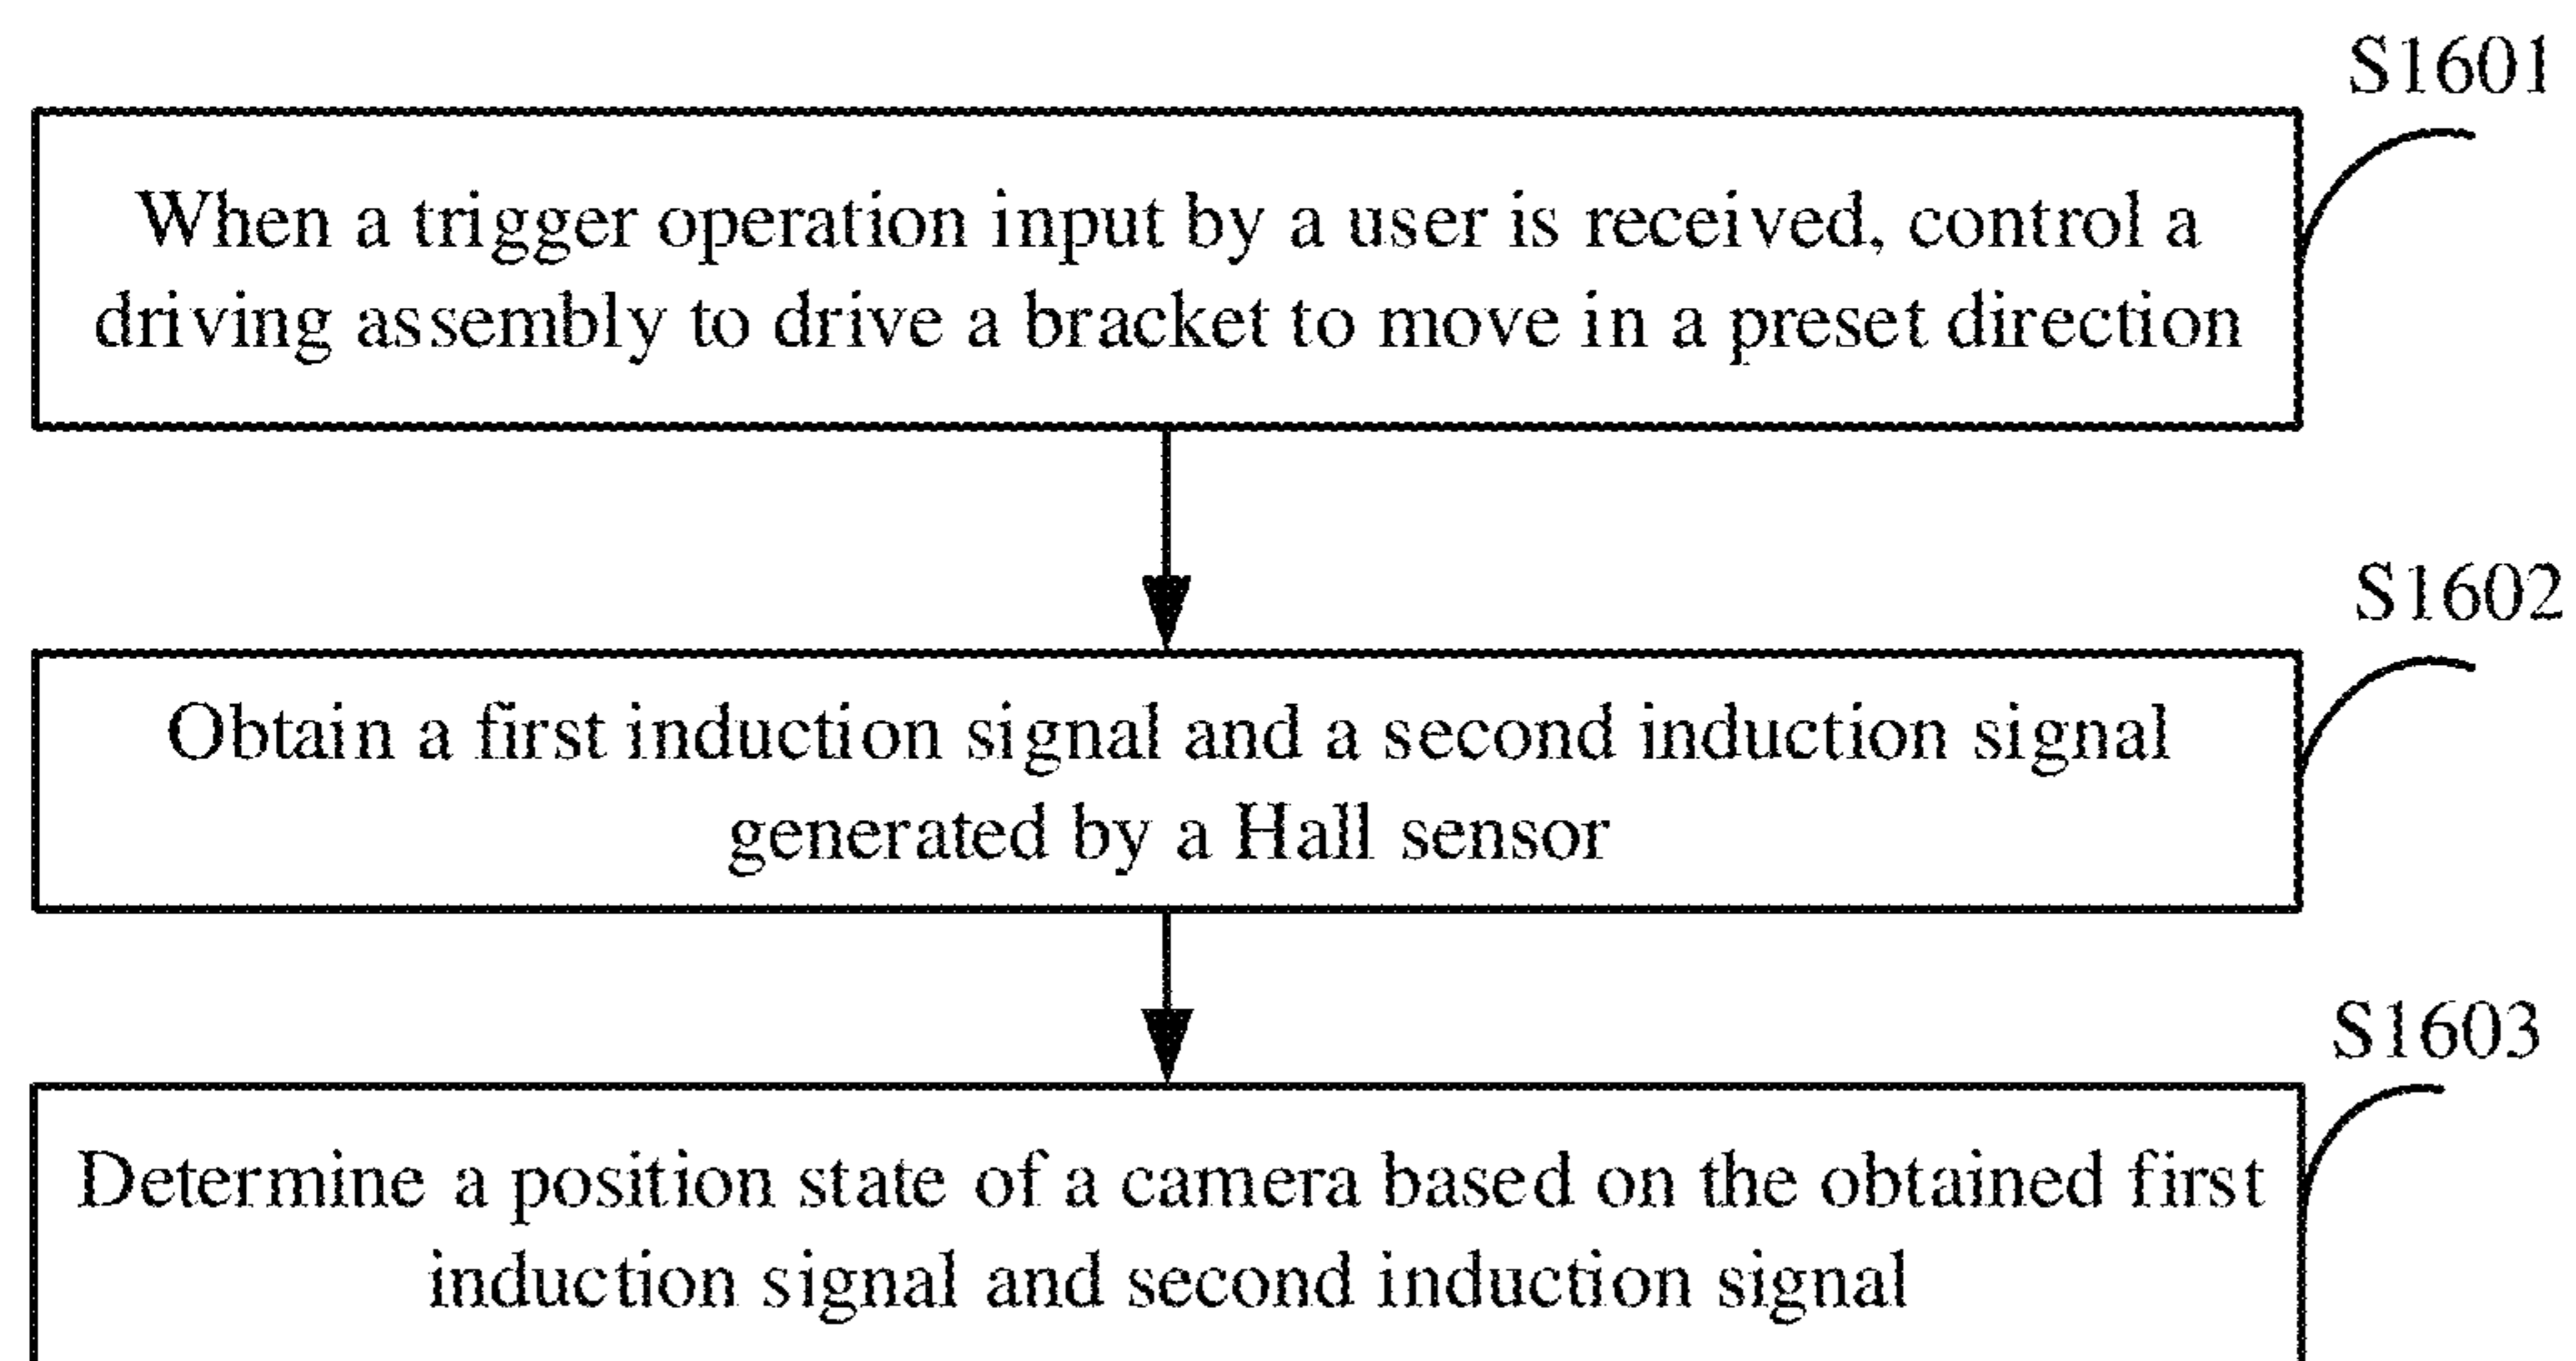 S1601
When a trigger operation input by a user is received, control a
driving assembly to drive a bracket to move in a preset direction
S1602
Obtain a first induction signal and a second induction signal
generated by a Hall sensor
S1603
Determine a position state of a camera based on the obtained first
induction signal and second induction signal